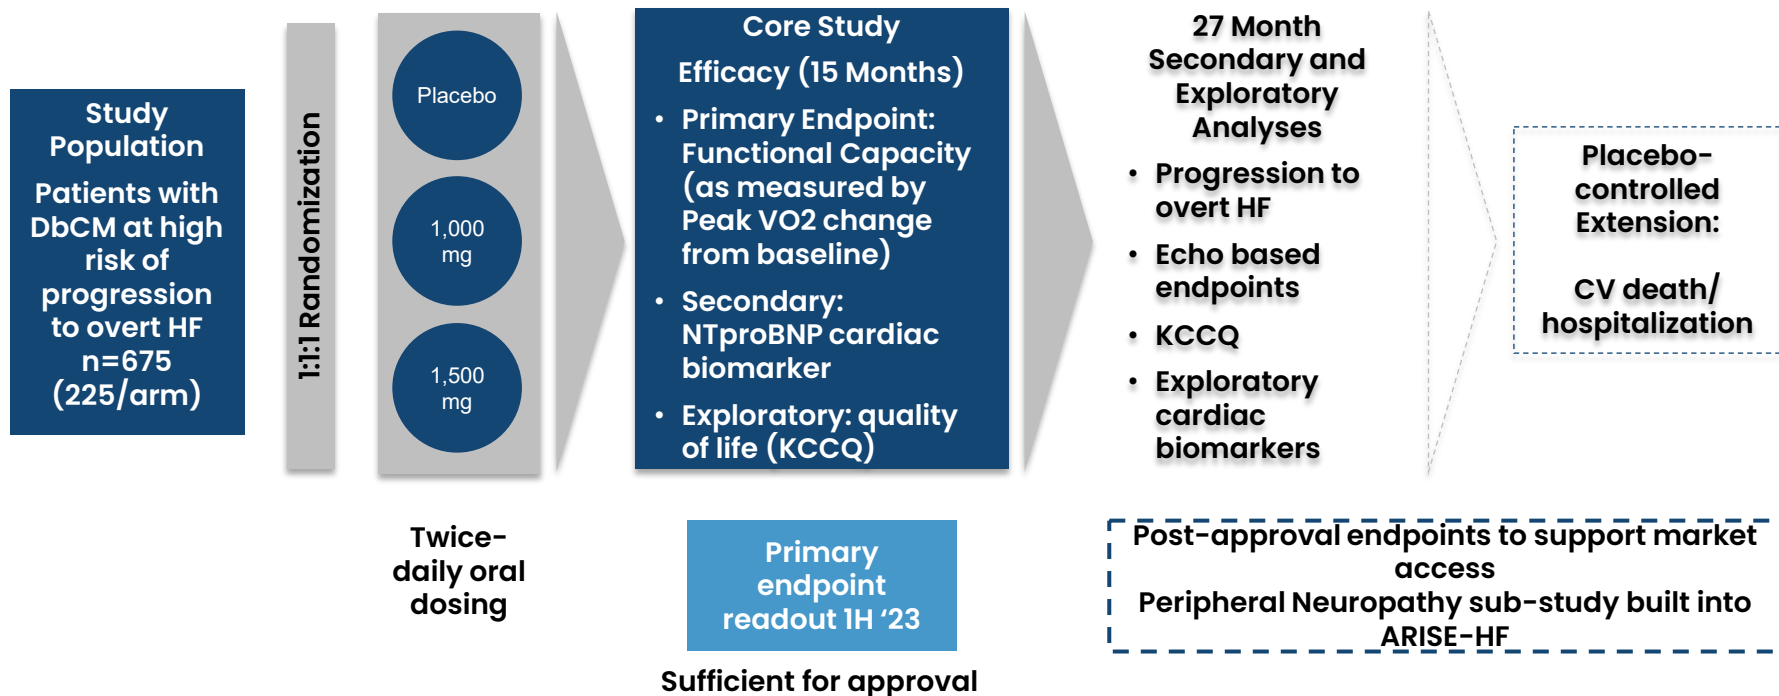 Study
Population
Patients with
DbCM at high
risk of
progression
to overt HF
n=675
(225/arm)
1:1:1 Randomization
Placebo
1,000
mg
1,500
mg
Twice-
daily oral
dosing
Core Study
Efficacy (15 Months)
• Primary Endpoint:
Functional Capacity
(as measured by
Peak VO2 change
from baseline)
• Secondary:
NTproBNP cardiac
biomarker
• Exploratory: quality
of life (KCCQ)
Primary
endpoint
readout 1H ‘23
Sufficient for approval
27 Month
Secondary and
Exploratory
Analyses
• Progression to
overt HF
• Echo based
endpoints
• KCCQ
• Exploratory
cardiac
biomarkers
Placebo-
controlled
Extension:
CV death/
hospitalization
Post-approval endpoints to support market
access
Peripheral Neuropathy sub-study built into
ARISE-HF